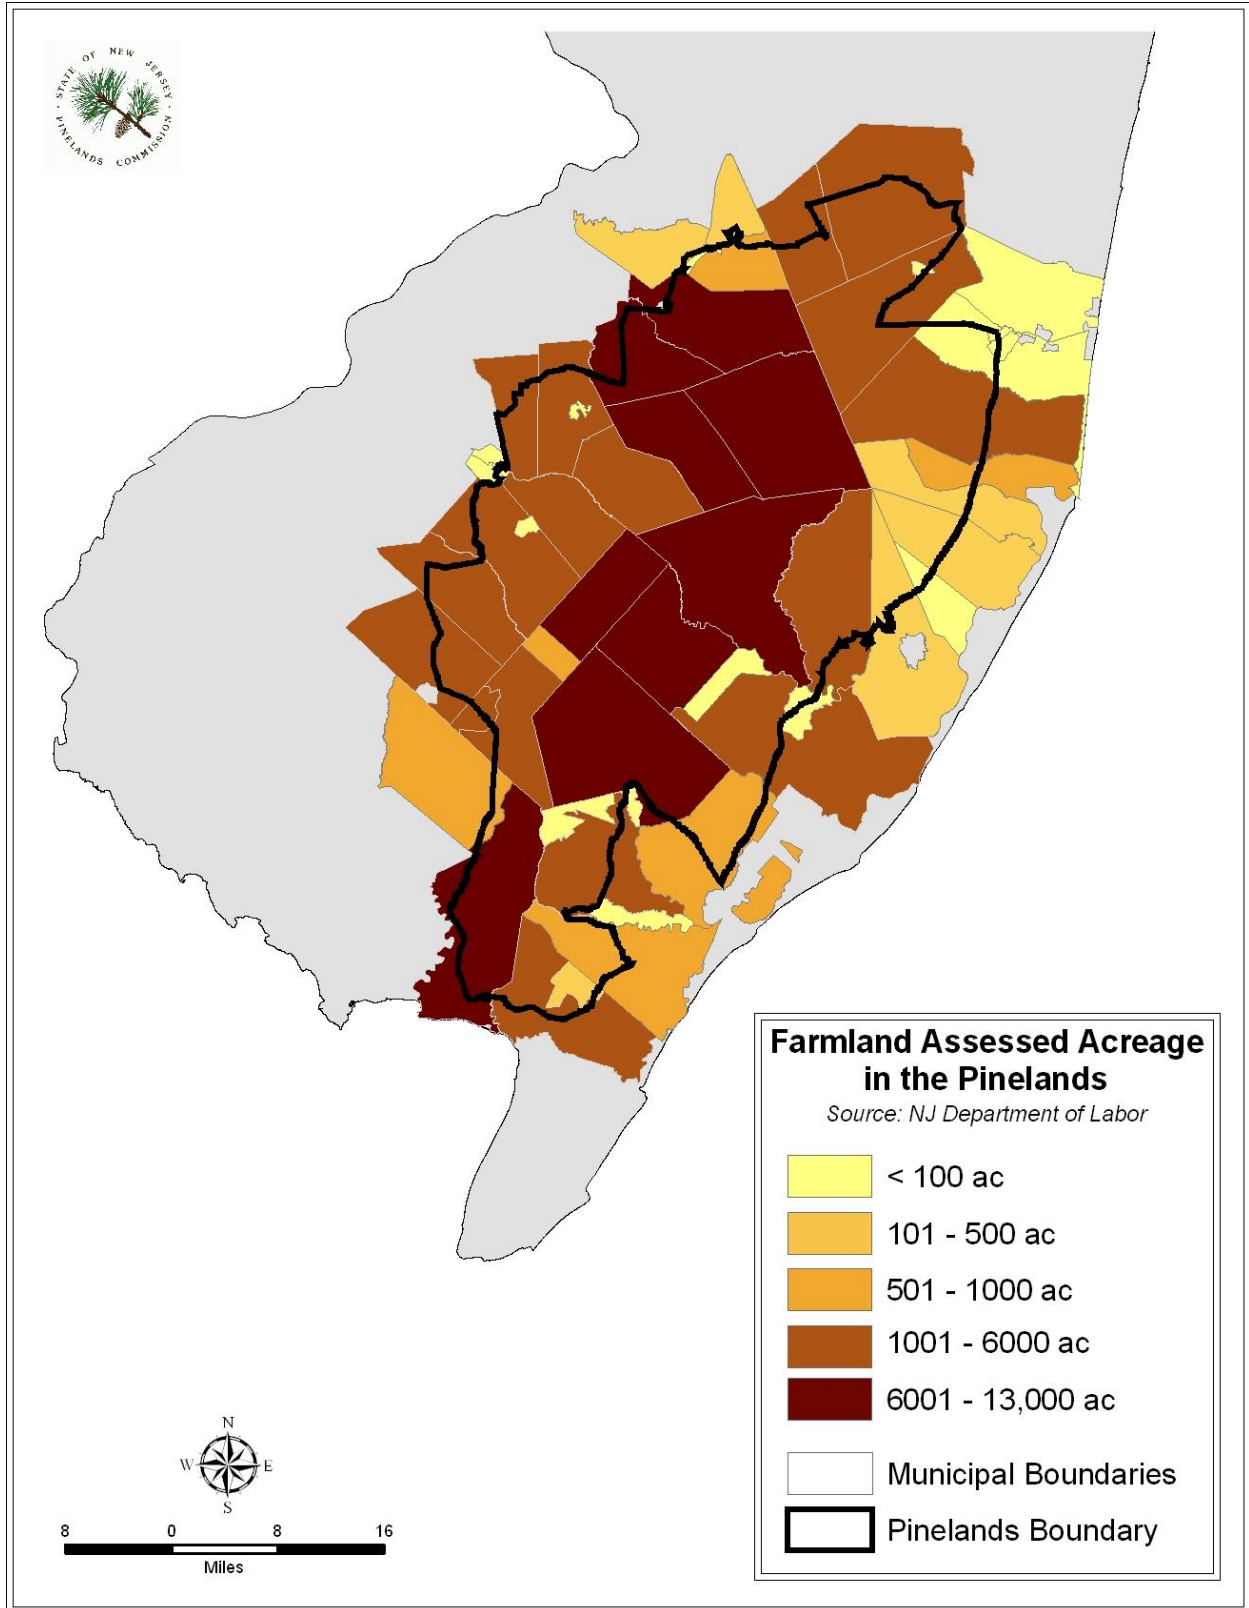 STATE OF NEW JERSEY
PINELANDS COMMISSION
Farmland Assessed Acreage
in the Pinelands
Source: NJ Department of Labor
< 100 ac
101 - 500 ac
501 - 1000 ac
1001 - 6000 ac
6001 - 13,000 ac
Municipal Boundaries
Pinelands Boundary
N
W E
S
8 0 8 16
Miles